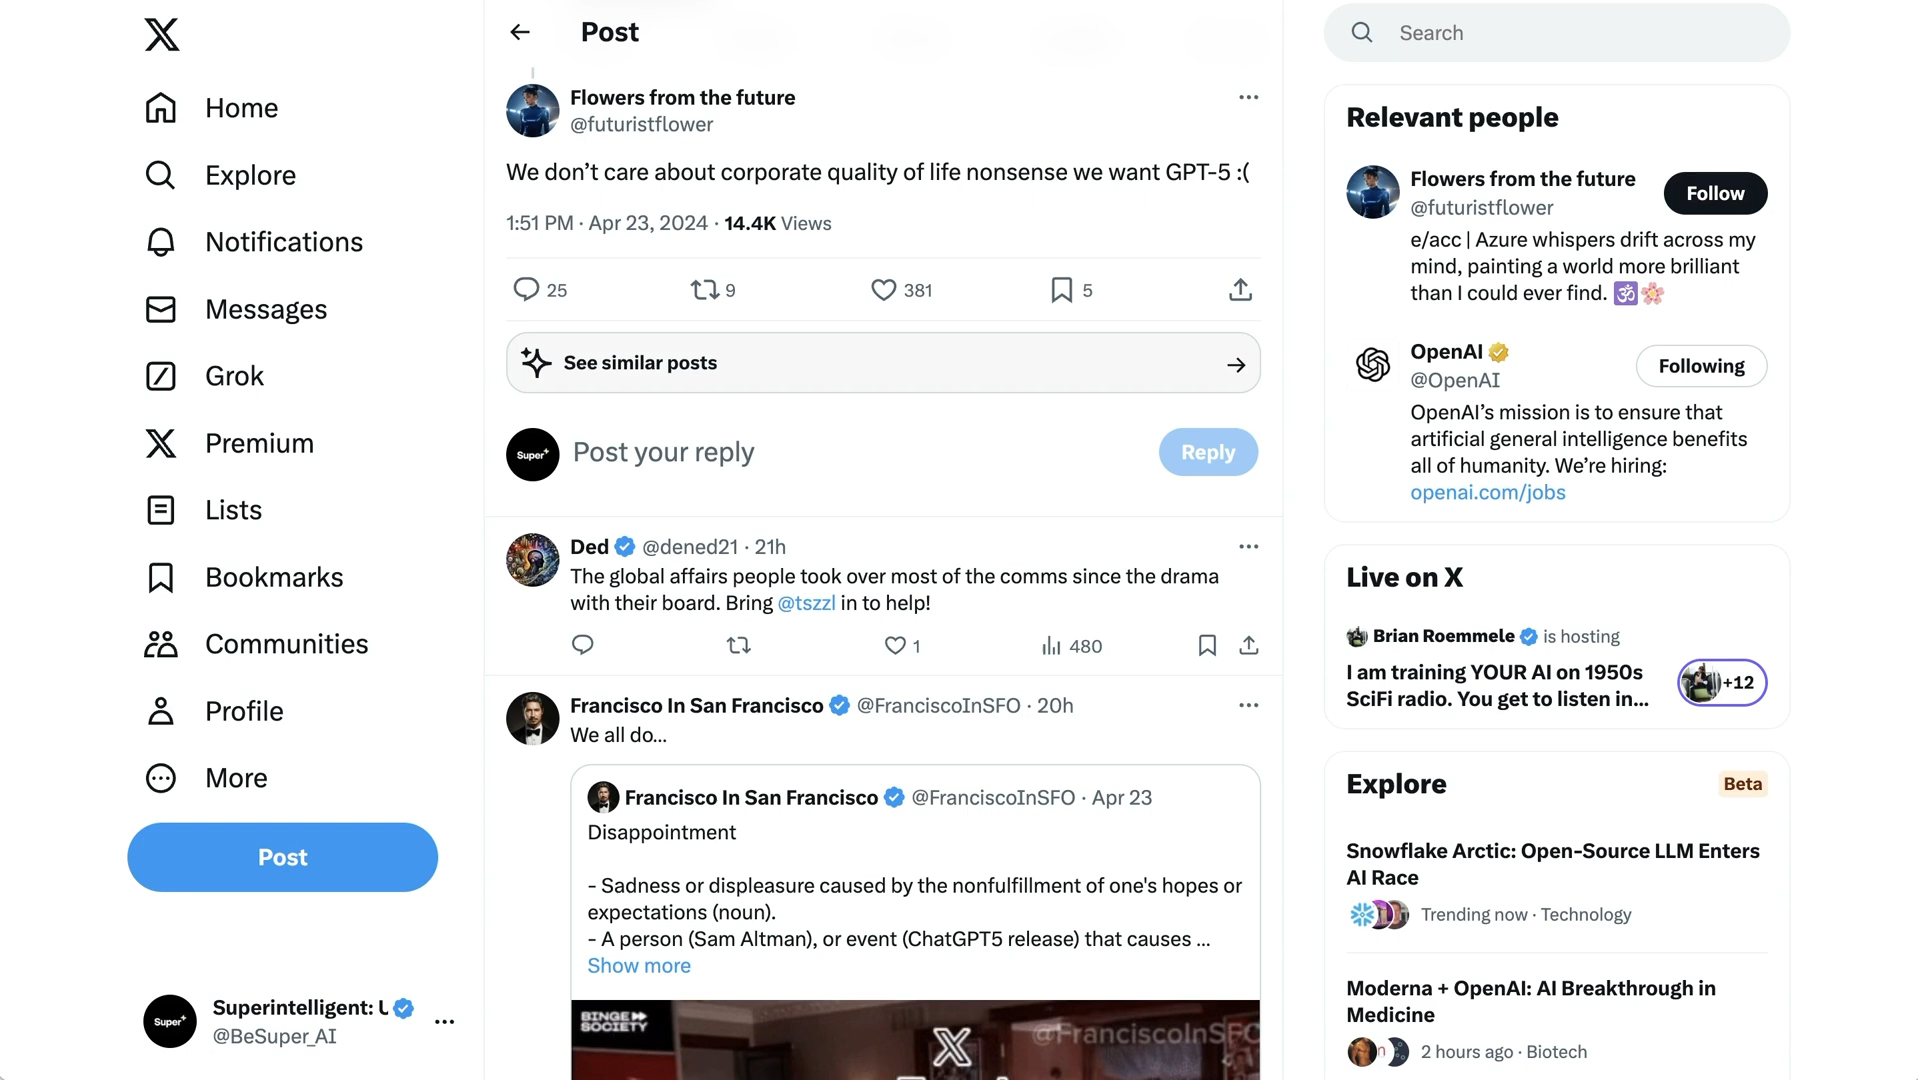 Home
Explore
Notifications
Messages
Grok
Premium
Lists
Bookmarks
Communities
Profile
More
Post
Super+
Superintelligent: U
@BeSuper_AI
Post
Flowers from the future
@futuristflower
We don’t care about corporate quality of life nonsense we want GPT-5 :(
1:51 PM · Apr 23, 2024 · 14.4K Views
25
9
381
5
See similar posts
Super+
Post your reply
Reply
Ded @dened21 · 21h
The global affairs people took over most of the comms since the drama
with their board. Bring @tszzl in to help!
1
480
Francisco In San Francisco @FranciscoInSFO · 20h
We all do...
Francisco In San Francisco @FranciscoInSFO · Apr 23
Disappointment
- Sadness or displeasure caused by the nonfulfillment of one's hopes or
expectations (noun).
- A person (Sam Altman), or event (ChatGPT5 release) that causes ...
Show more
BINGE
SOCIETY
@FranciscoInSFO
Search
Relevant people
Flowers from the future
@futuristflower
Follow
e/acc | Azure whispers drift across my
mind, painting a world more brilliant
than I could ever find. 🕉️🌸
OpenAI
@OpenAI
Following
OpenAI’s mission is to ensure that
artificial general intelligence benefits
all of humanity. We’re hiring:
openai.com/jobs
Live on X
Brian Roemmele is hosting
I am training YOUR AI on 1950s
SciFi radio. You get to listen in...
+12
Explore
Beta
Snowflake Arctic: Open-Source LLM Enters
AI Race
Trending now · Technology
Moderna + OpenAI: AI Breakthrough in
Medicine
2 hours ago · Biotech